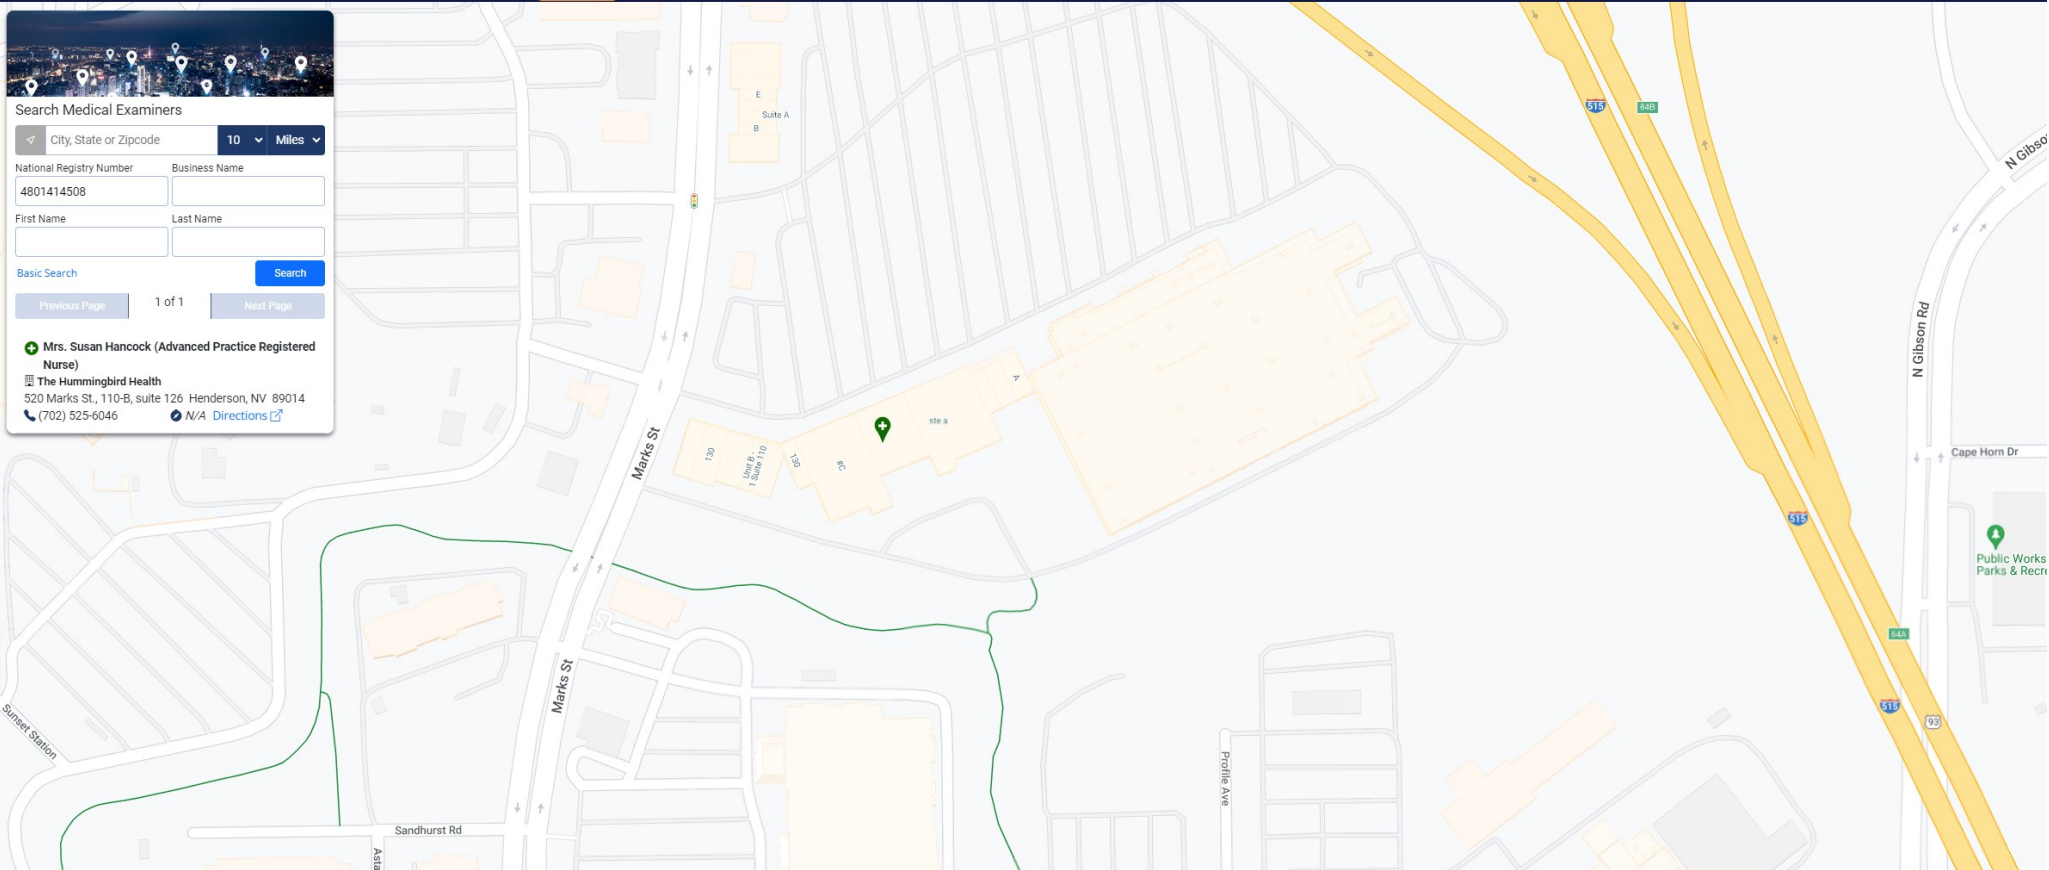 Search Medical Examiners
City, State or Zipcode
10
Miles
National Registry Number
Business Name
4801414508
First Name
Last Name
Basic Search
Search
Previous Page
1 of 1
Next Page
Mrs. Susan Hancock (Advanced Practice Registered
Nurse)
The Hummingbird Health
520 Marks St., 110-B, suite 126 Henderson, NV 89014
(702) 525-6046
N/A
Directions
E
Suite A
B
515
64B
N Gibso
N Gibson Rd
A
ste a
Marks St
130
Unit B -
1 Suite 110
130
#C
Cape Horn Dr
515
Public Works
Parks & Recre
64A
Marks St
515
93
Sunset Station
Profile Ave
Sandhurst Rd
Asta